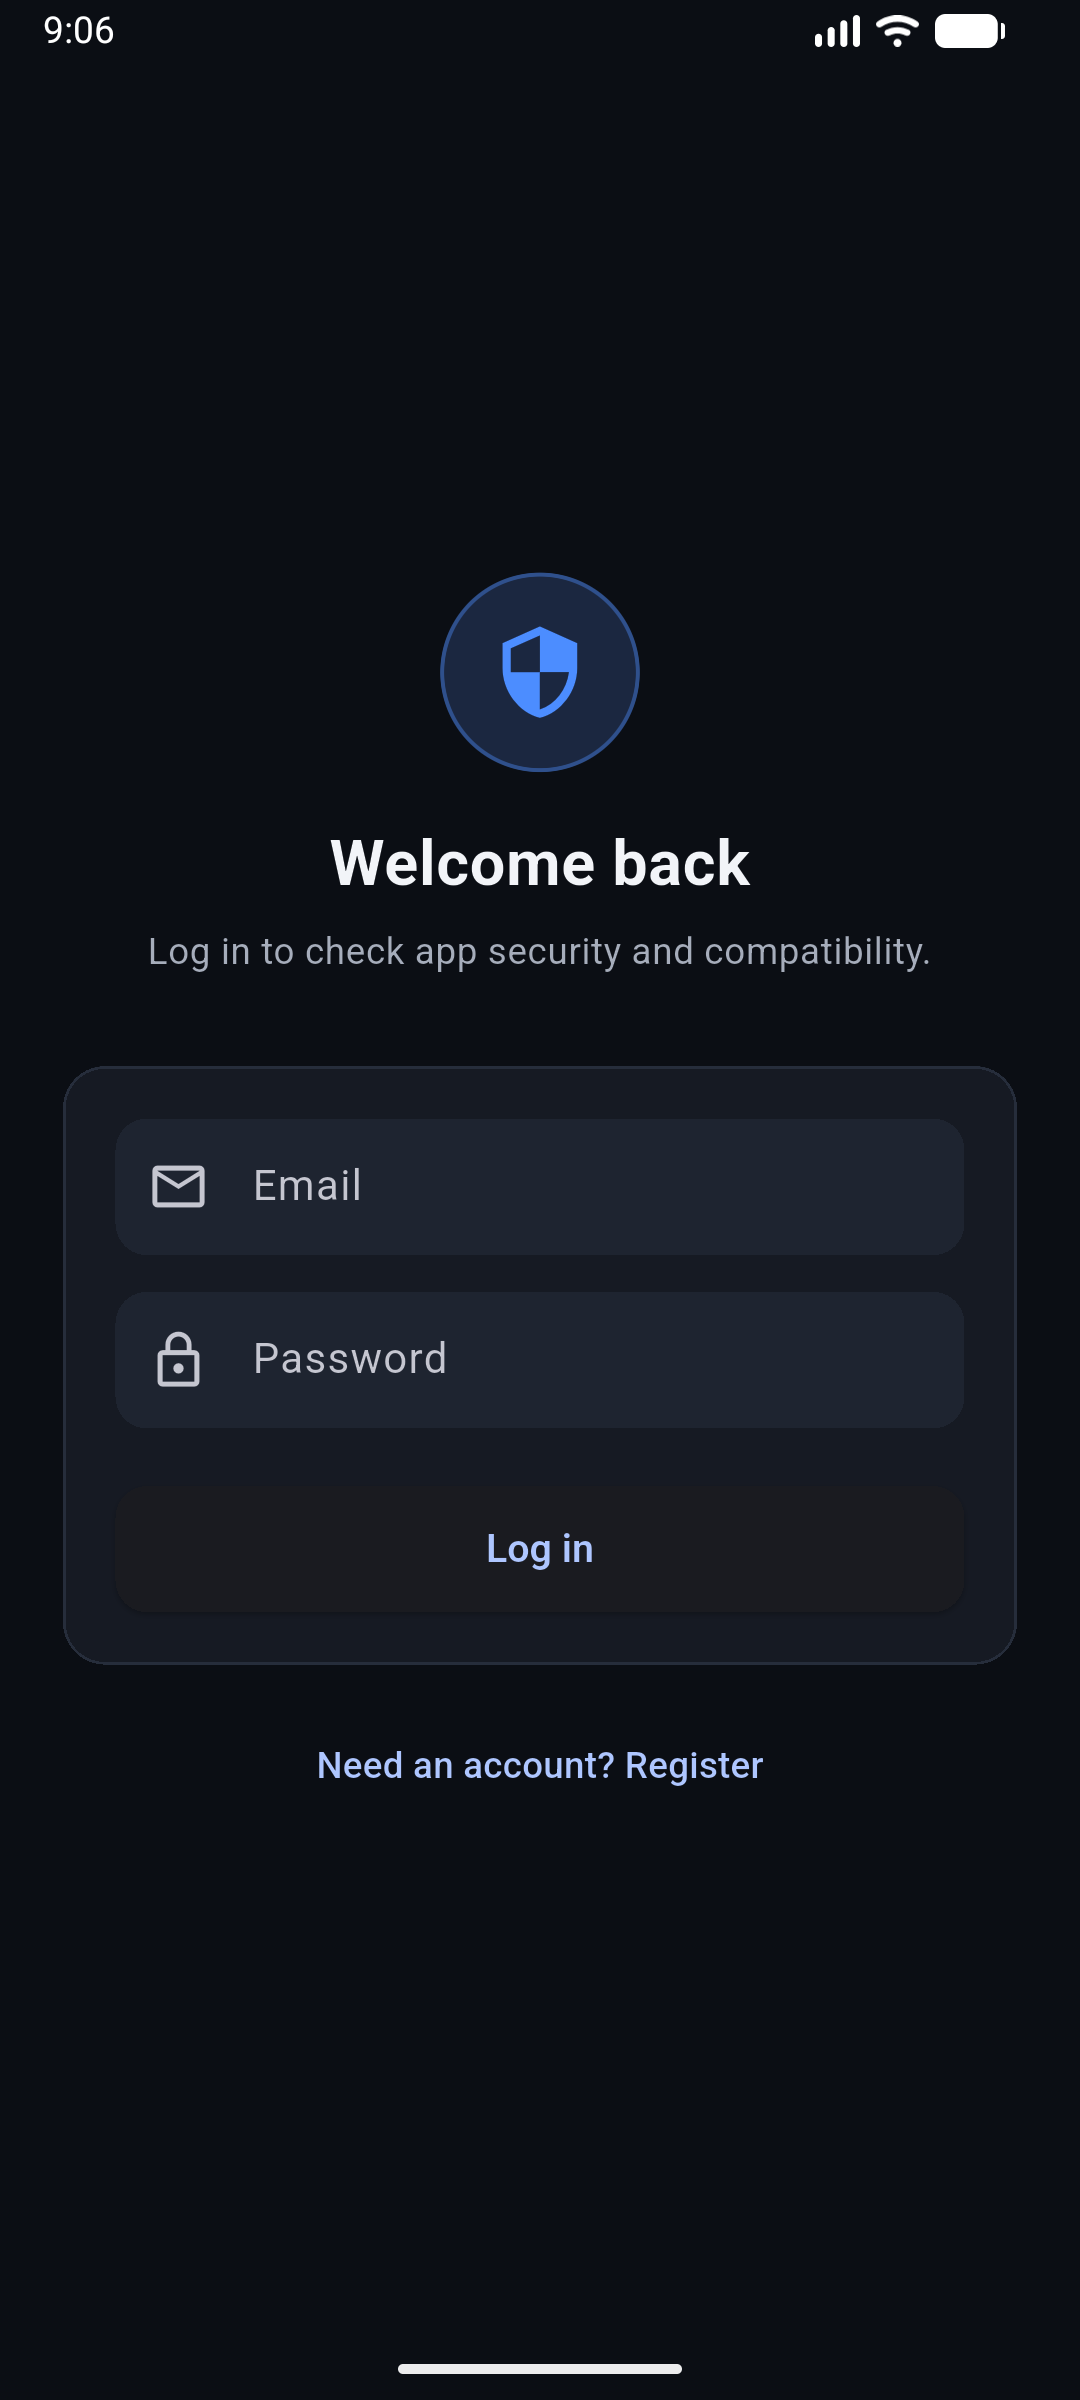 9:06
Welcome back
Log in to check app security and compatibility.
Email
Password
Log in
Need an account? Register